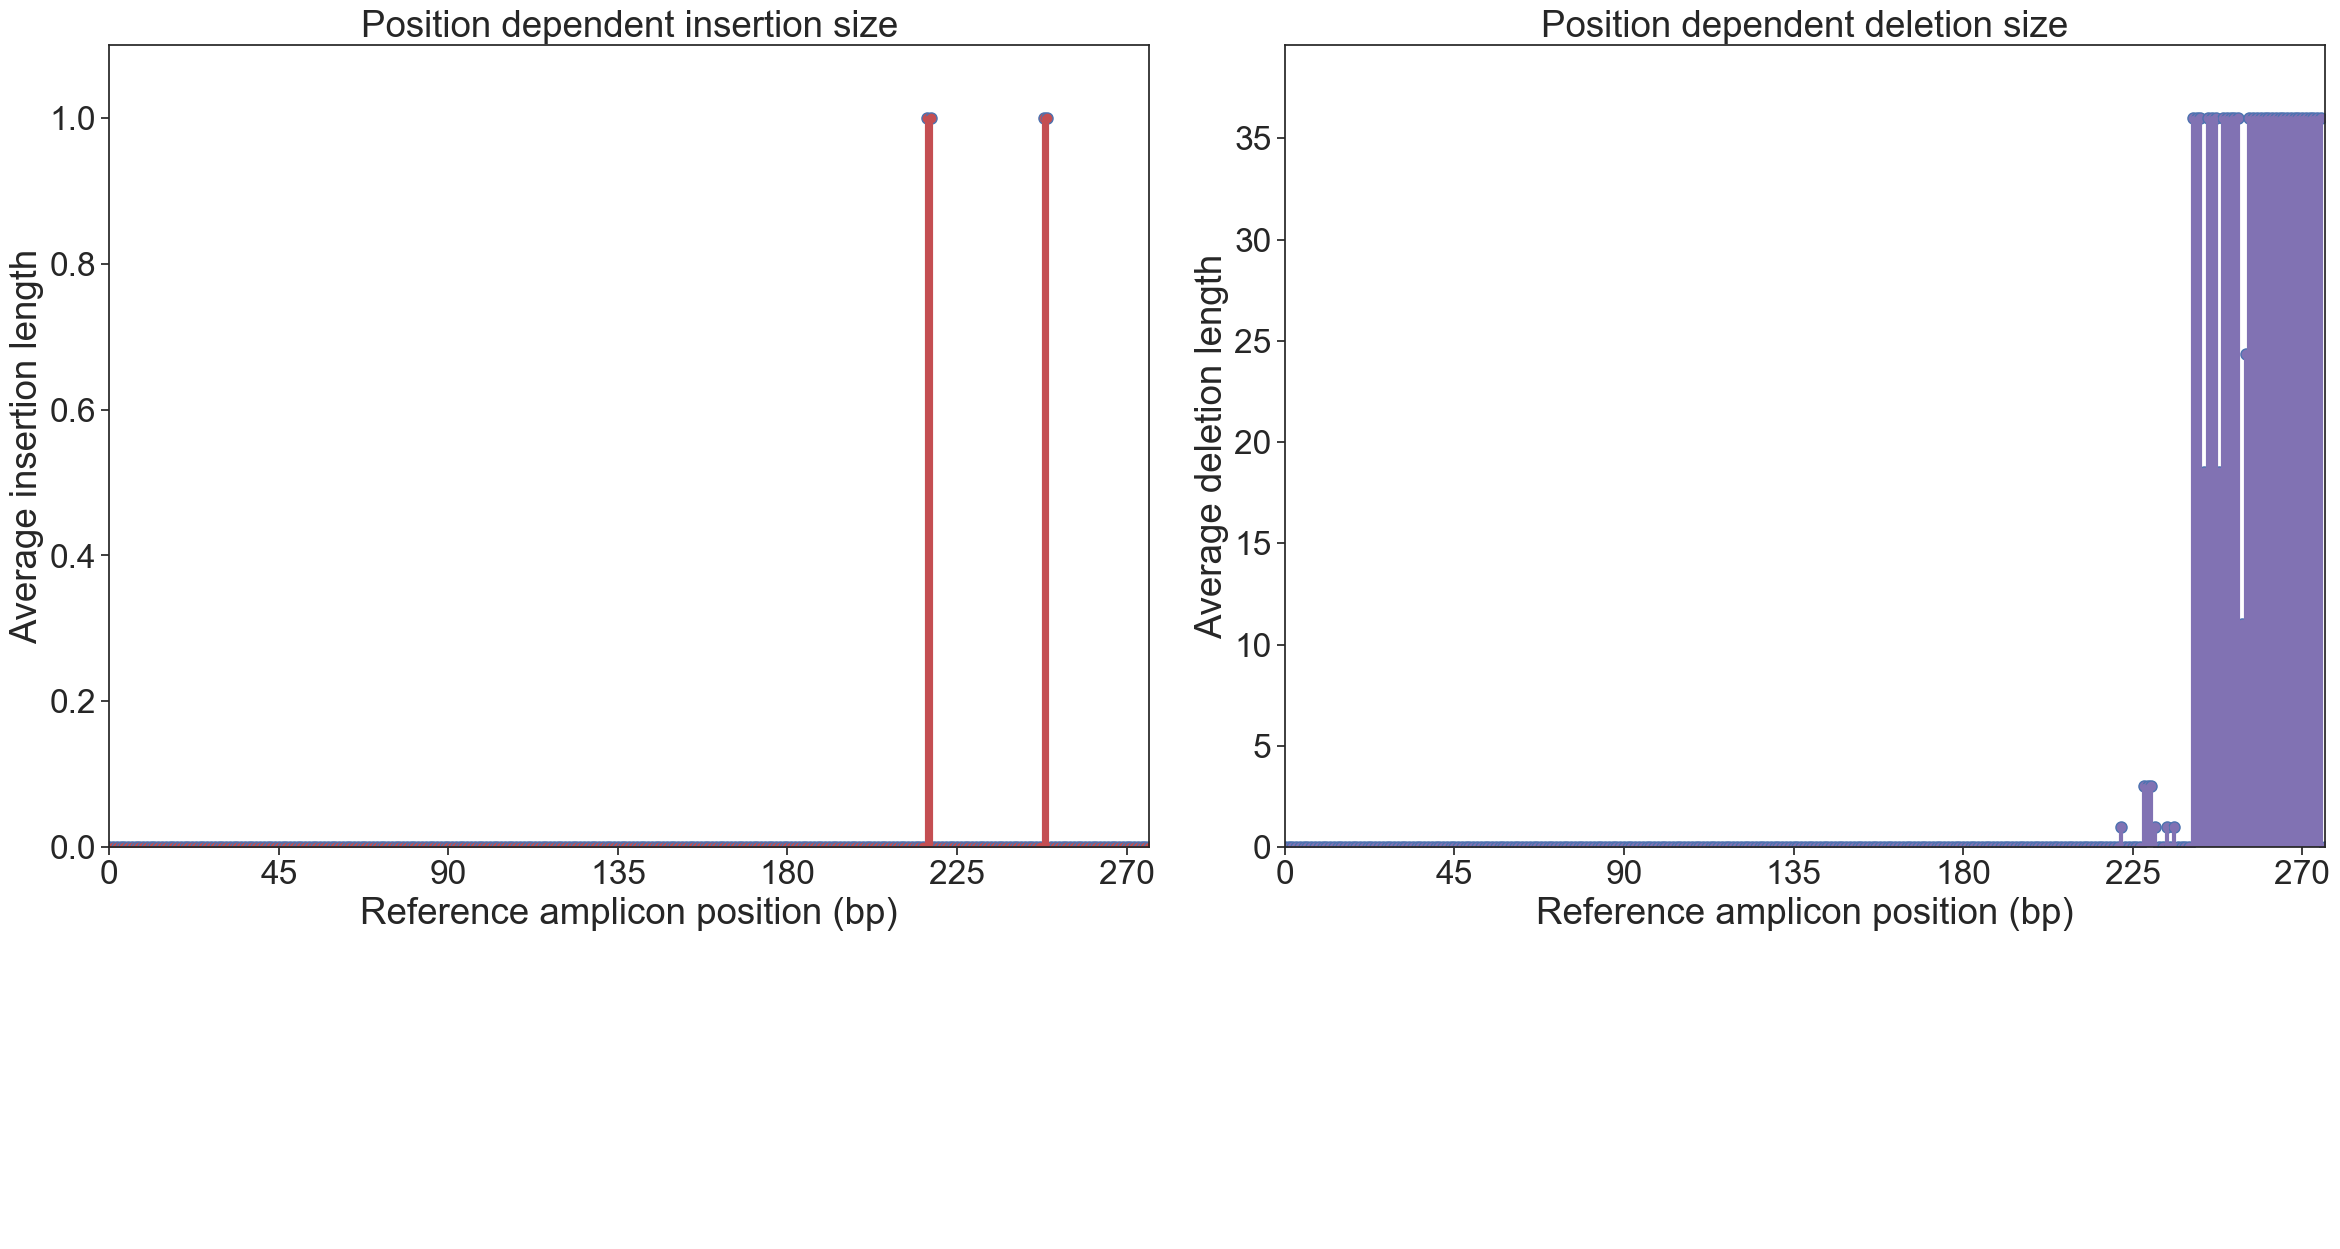 Position dependent insertion size
Average insertion length
1.0
0.8
0.6
0.4
0.2
0.0
0 45 90 135 180 225 270
Reference amplicon position (bp)
Position dependent deletion size
Average deletion length
35
30
25
20
15
10
5
0
0 45 90 135 180 225 270
Reference amplicon position (bp)